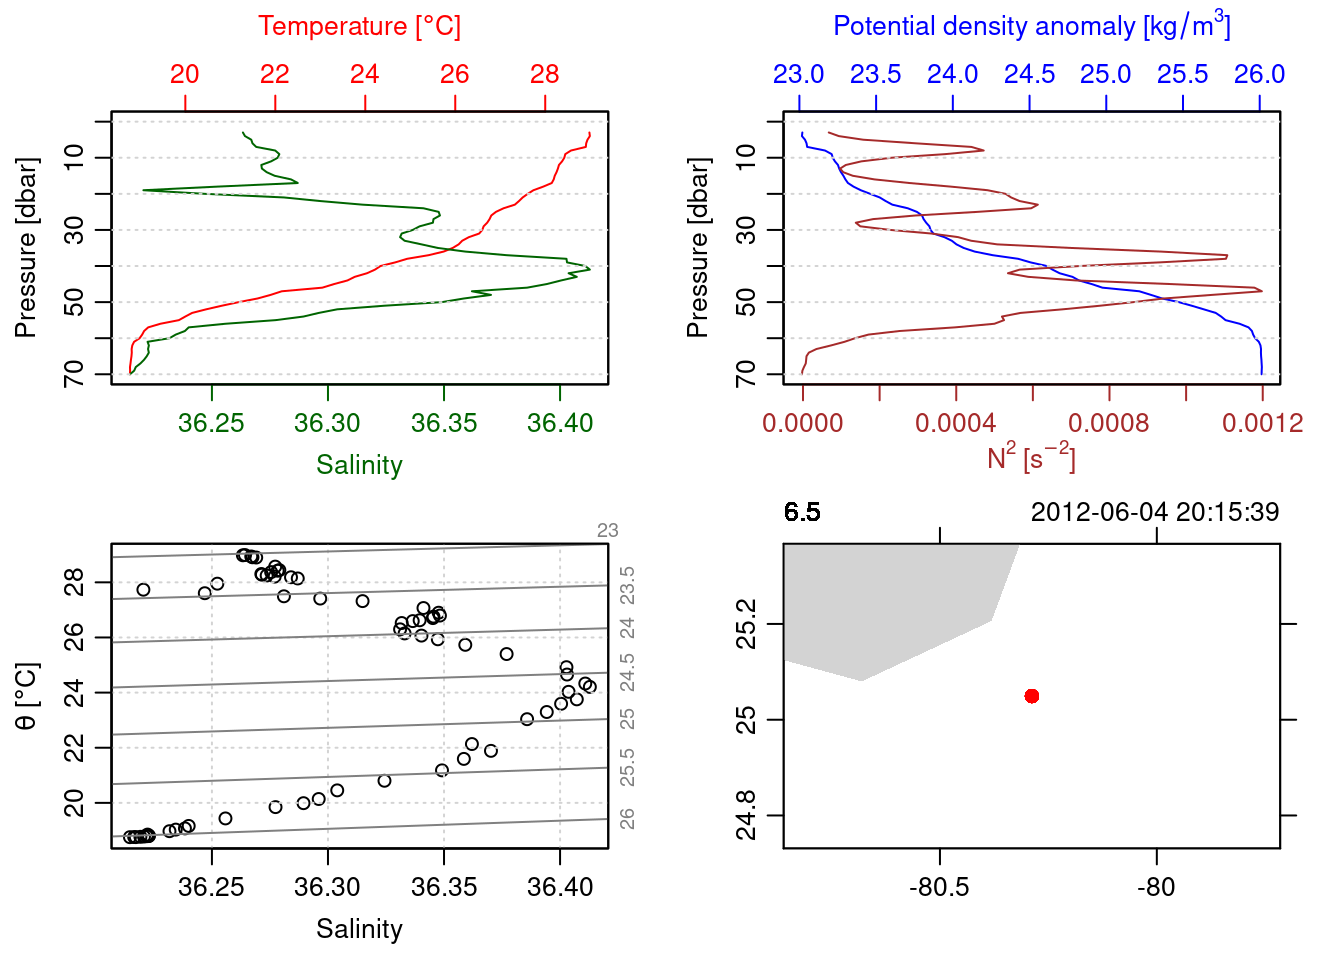 Temperature [°C]
20 22 24 26 28
Pressure [dbar]
10 30 50 70
36.25 36.30 36.35 36.40
Salinity
Potential density anomaly [kg/m³]
23.0 23.5 24.0 24.5 25.0 25.5 26.0
Pressure [dbar]
10 30 50 70
0.0000 0.0004 0.0008 0.0012
N² [s⁻²]
23
23.5
24
24.5
25
25.5
26
θ [°C]
28
26
24
22
20
36.25 36.30 36.35 36.40
Salinity
6.5 2012-06-04 20:15:39
25.2
25
24.8
-80.5 -80